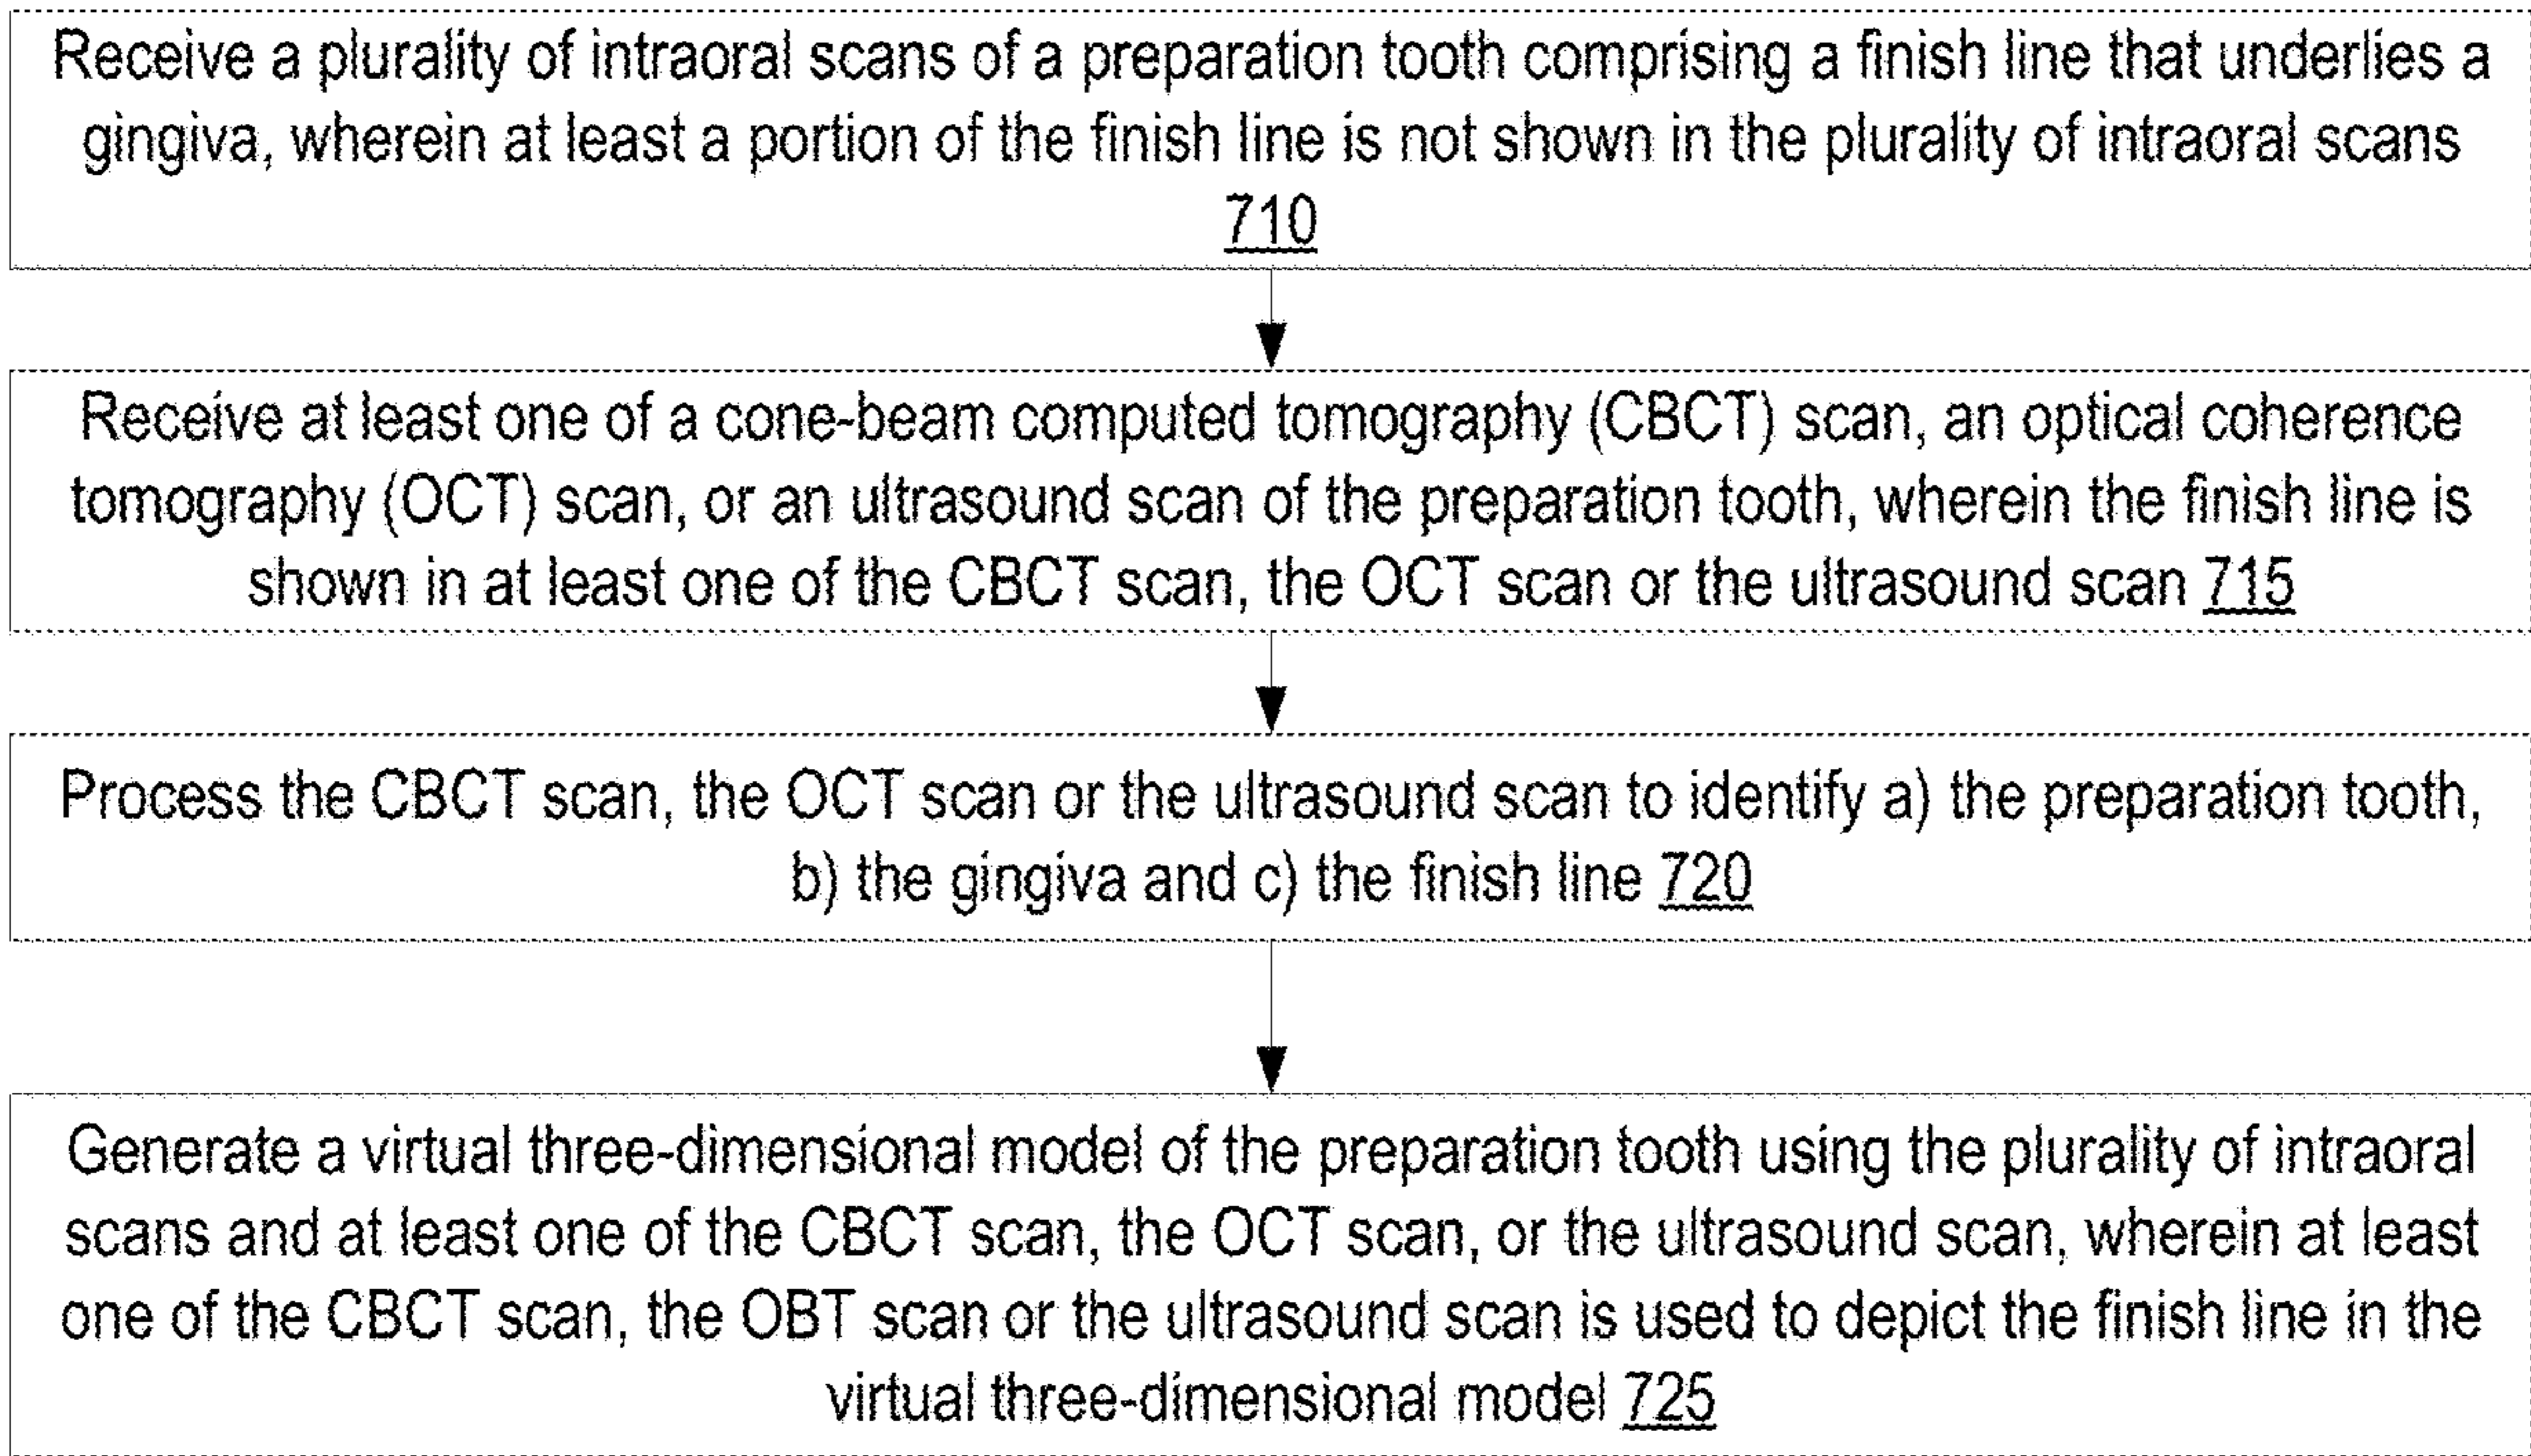 Receive a plurality of intraoral scans of a preparation tooth comprising a finish line that underlies a
gingiva, wherein at least a portion of the finish line is not shown in the plurality of intraoral scans
710
Receive at least one of a cone-beam computed tomography (CBCT) scan, an optical coherence
tomography (OCT) scan, or an ultrasound scan of the preparation tooth, wherein the finish line is
shown in at least one of the CBCT scan, the OCT scan or the ultrasound scan 715
Process the CBCT scan, the OCT scan or the ultrasound scan to identify a) the preparation tooth,
b) the gingiva and c) the finish line 720
Generate a virtual three-dimensional model of the preparation tooth using the plurality of intraoral
scans and at least one of the CBCT scan, the OCT scan, or the ultrasound scan, wherein at least
one of the CBCT scan, the OBT scan or the ultrasound scan is used to depict the finish line in the
virtual three-dimensional model 725